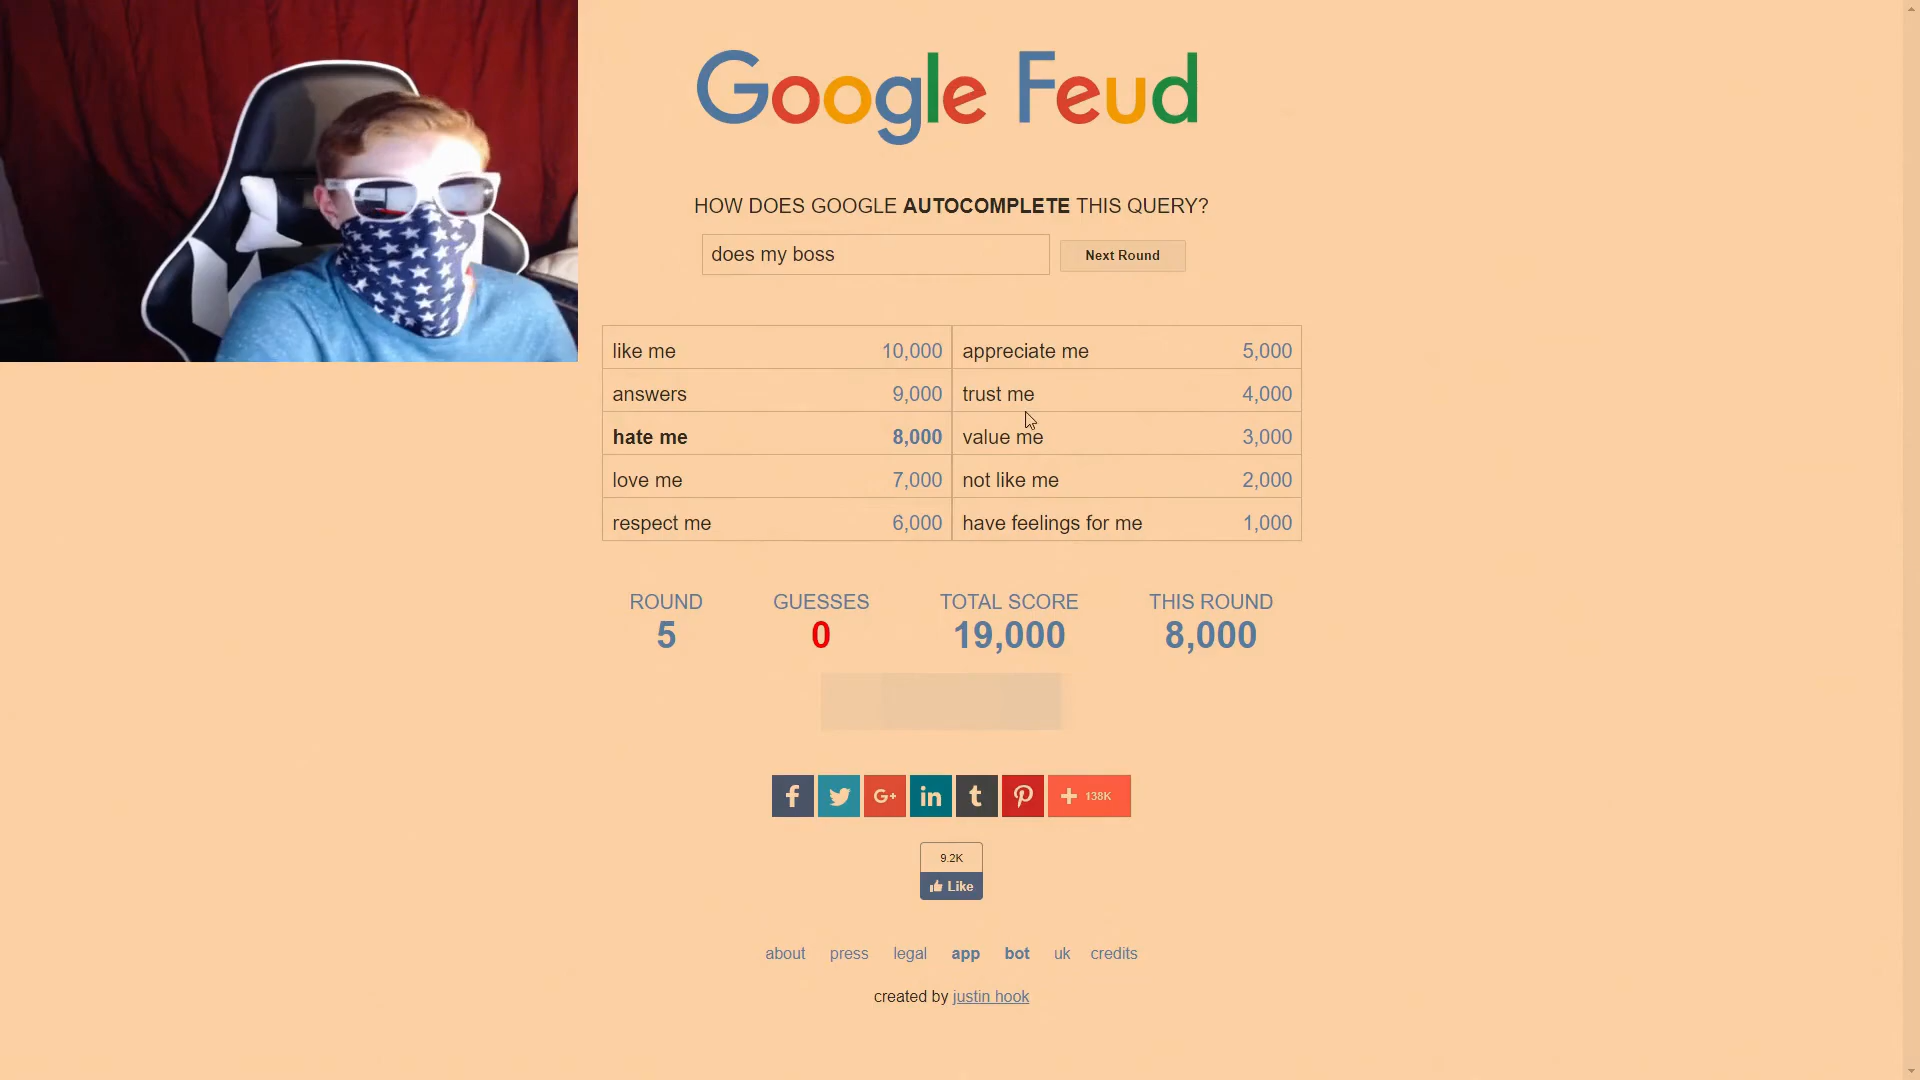 Google Feud
HOW DOES GOOGLE AUTOCOMPLETE THIS QUERY?
does my boss
Next Round
like me 10,000 appreciate me 5,000
answers 9,000 trust me 4,000
hate me 8,000 value me 3,000
love me 7,000 not like me 2,000
respect me 6,000 have feelings for me 1,000
ROUND GUESSES TOTAL SCORE THIS ROUND
5 0 19,000 8,000
f G+ in t 138K
9.2K
Like
about press legal app bot uk credits
created by justin hook